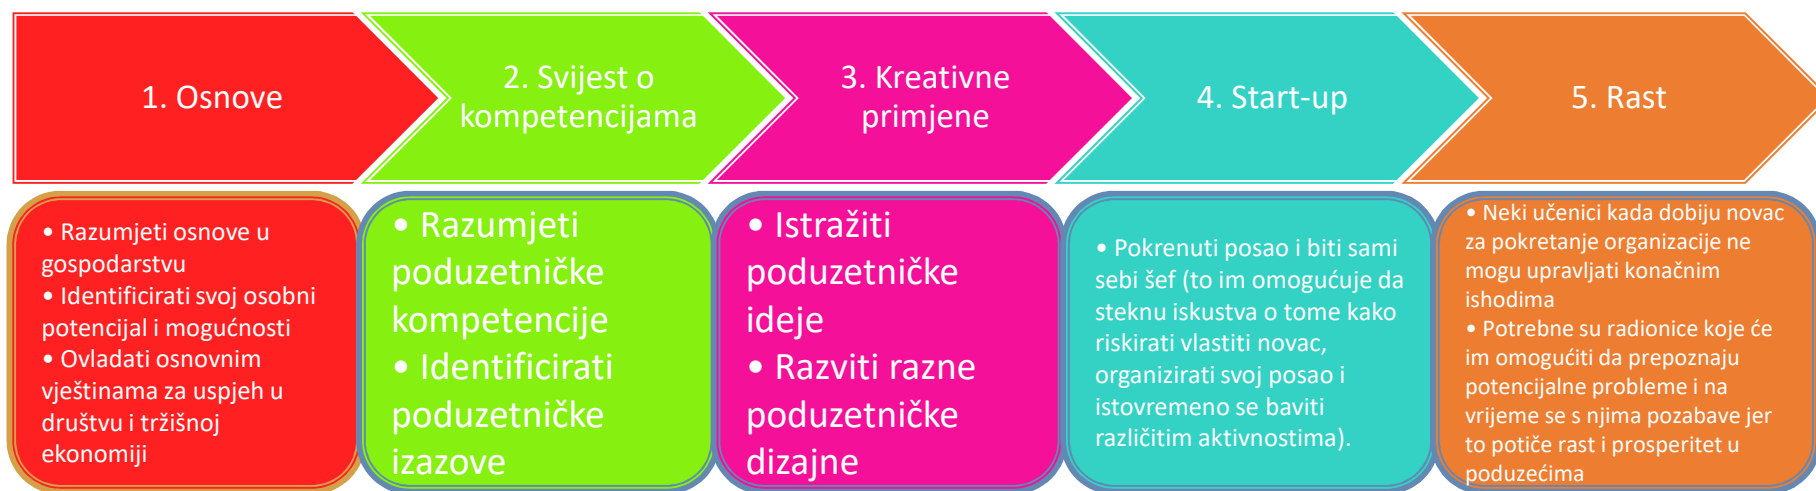 1. Osnove
2. Svijest o
kompetencijama
3. Kreativne
primjene
4. Start-up
5. Rast
• Razumjeti osnove u
gospodarstvu
• Identificirati svoj osobni
potencijal i mogućnosti
• Ovladati osnovnim
vještinama za uspjeh u
društvu i tržišnoj
ekonomiji
• Razumjeti
poduzetničke
kompetencije
• Identificirati
poduzetničke
izazove
• Istražiti
poduzetničke
ideje
• Razviti razne
poduzetničke
dizajne
• Pokrenuti posao i biti sami
sebi šef (to im omogućuje da
steknu iskustva o tome kako
riskirati vlastiti novac,
organizirati svoj posao i
istovremeno se baviti
različitim aktivnostima).
• Neki učenici kada dobiju novac
za pokretanje organizacije ne
mogu upravljati konačnim
ishodima
• Potrebne su radionice koje će
im omogućiti da prepoznaju
potencijalne probleme i na
vrijeme se s njima pozabave jer
to potiče rast i prosperitet u
poduzećima